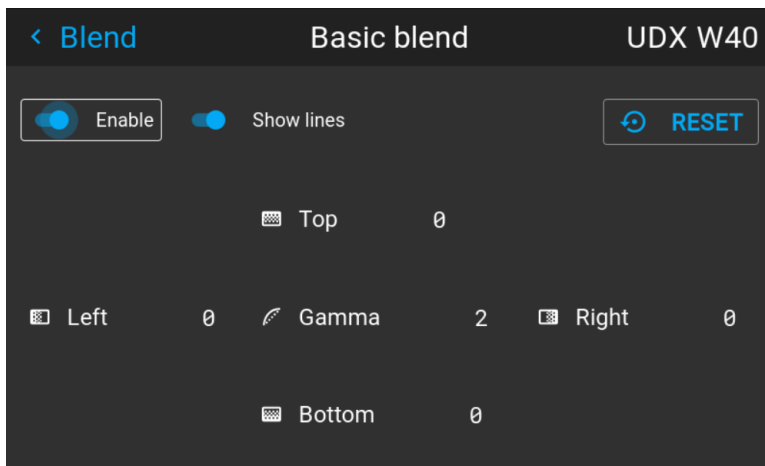 Blend Basic blend UDX W40
Enable Show lines RESET
Top 0
Left 0 Gamma 2 Right 0
Bottom 0